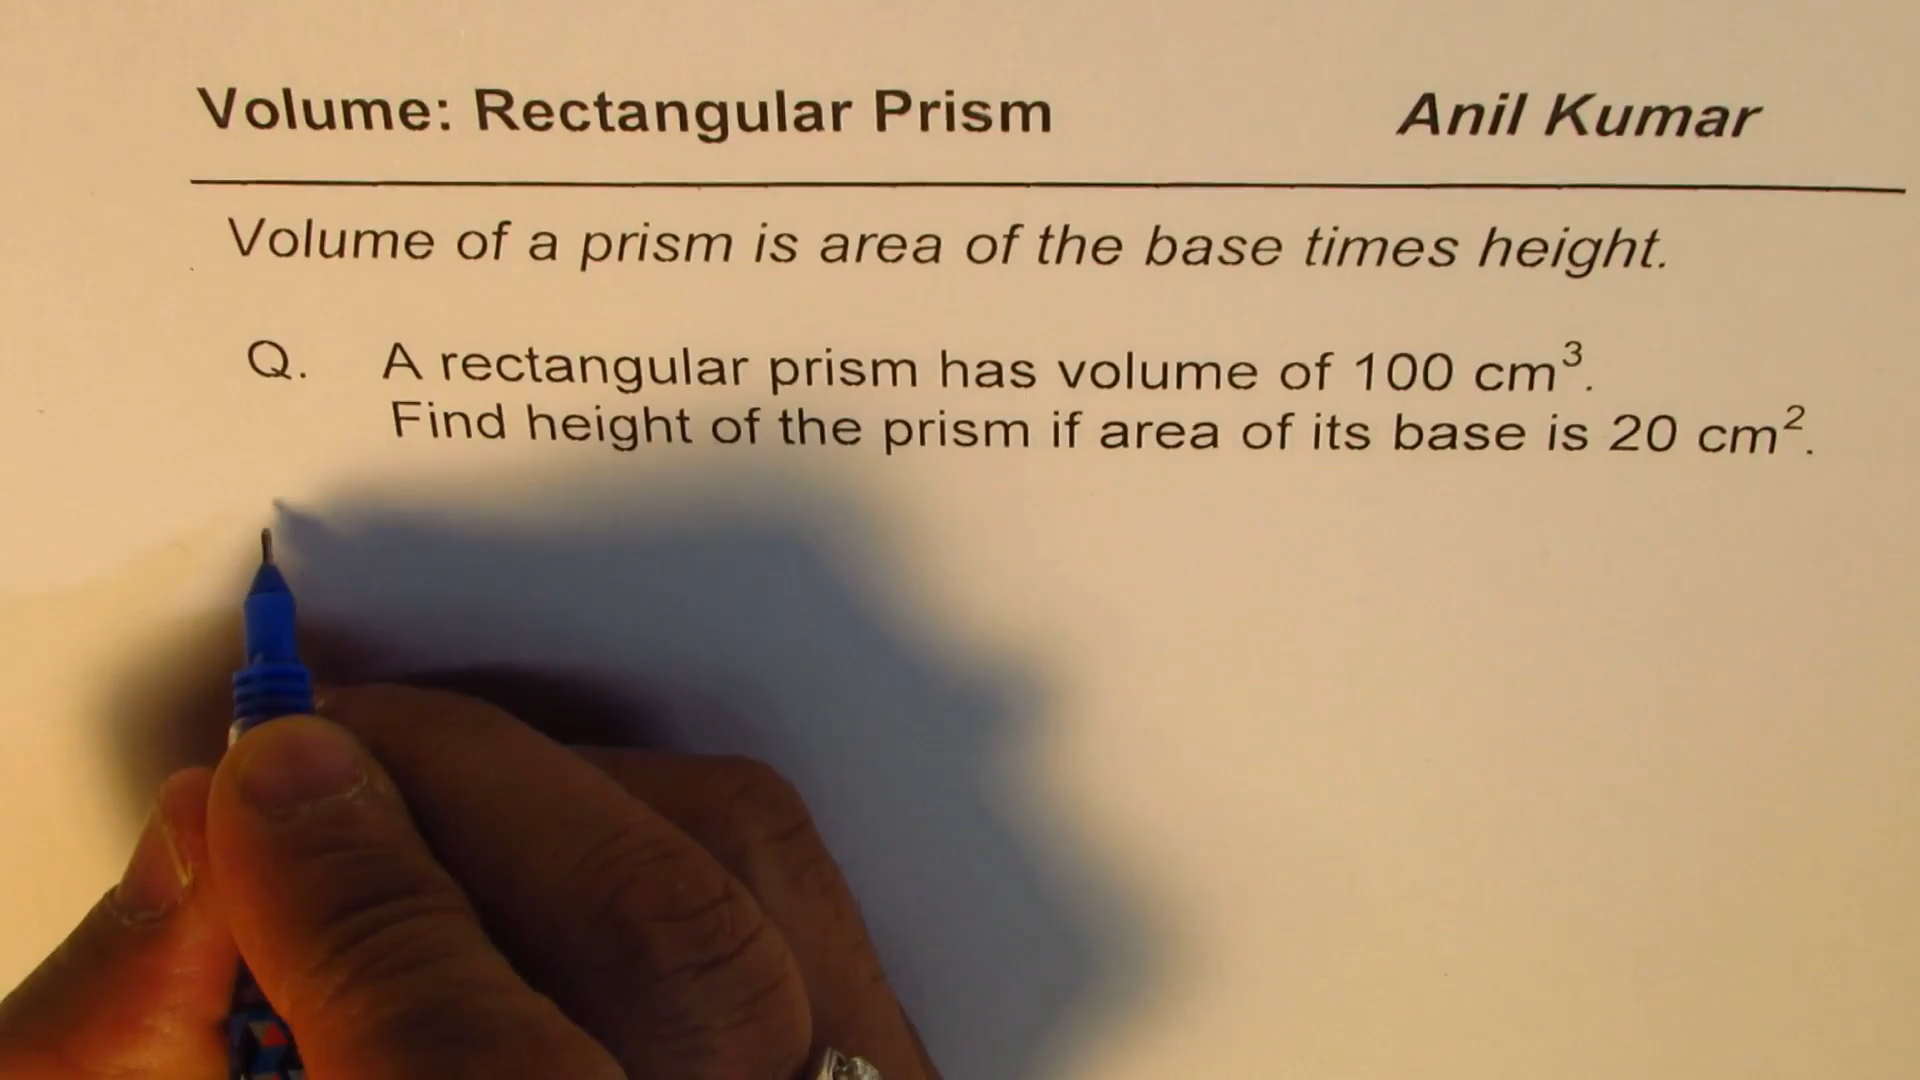 Volume: Rectangular Prism Anil Kumar
Volume of a prism is area of the base times height.
Q. A rectangular prism has volume of 100 cm³.
Find height of the prism if area of its base is 20 cm².